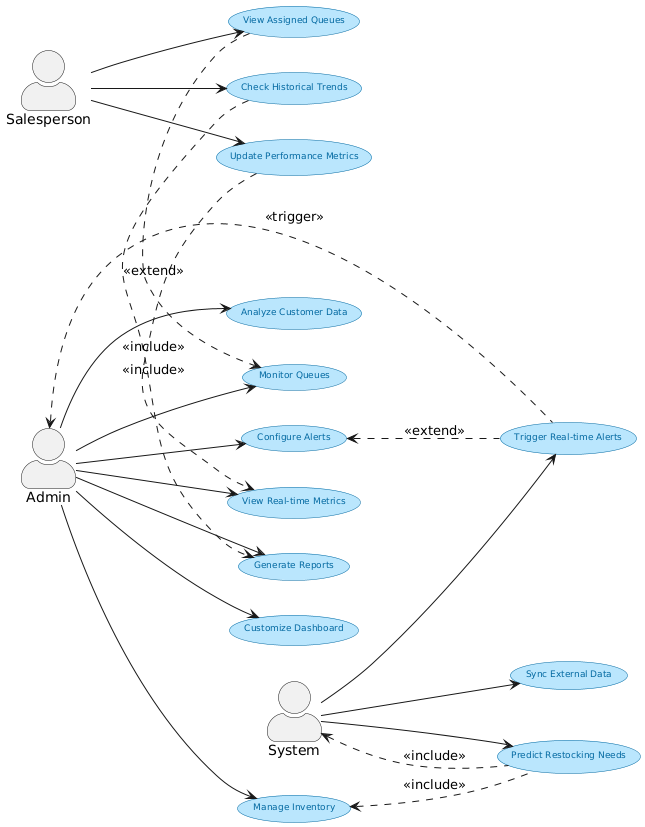 View Assigned Queues
Check Historical Trends
Salesperson
Update Performance Metrics
«trigger»
«extend»
Analyze Customer Data
«include»
«include»
Monitor Queues
Configure Alerts
«extend»
Trigger Real-time Alerts
Admin
View Real-time Metrics
Generate Reports
Customize Dashboard
Sync External Data
System
Predict Restocking Needs
«include»
«include»
Manage Inventory